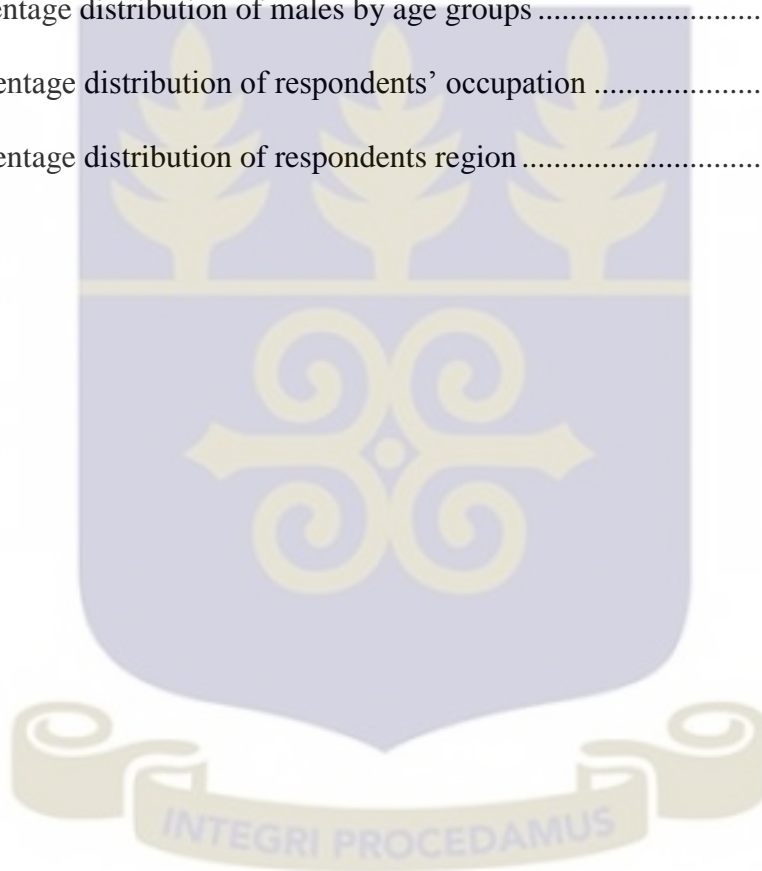 entage distribution of males by age groups ............................
entage distribution of respondents' occupation .....................
entage distribution of respondents region ..............................
INTEGRI PROCEDAMUS